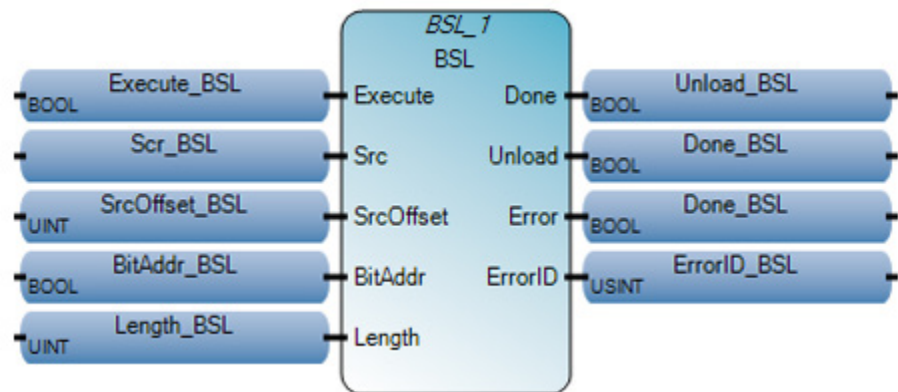 BSL_1
BSL
Execute_BSL
BOOL
Execute
Done
Unload_BSL
BOOL
Scr_BSL
Src
Unload
Done_BSL
BOOL
SrcOffset_BSL
UINT
SrcOffset
Error
Done_BSL
BOOL
BitAddr_BSL
BOOL
BitAddr
ErrorID
ErrorID_BSL
USINT
Length_BSL
UINT
Length